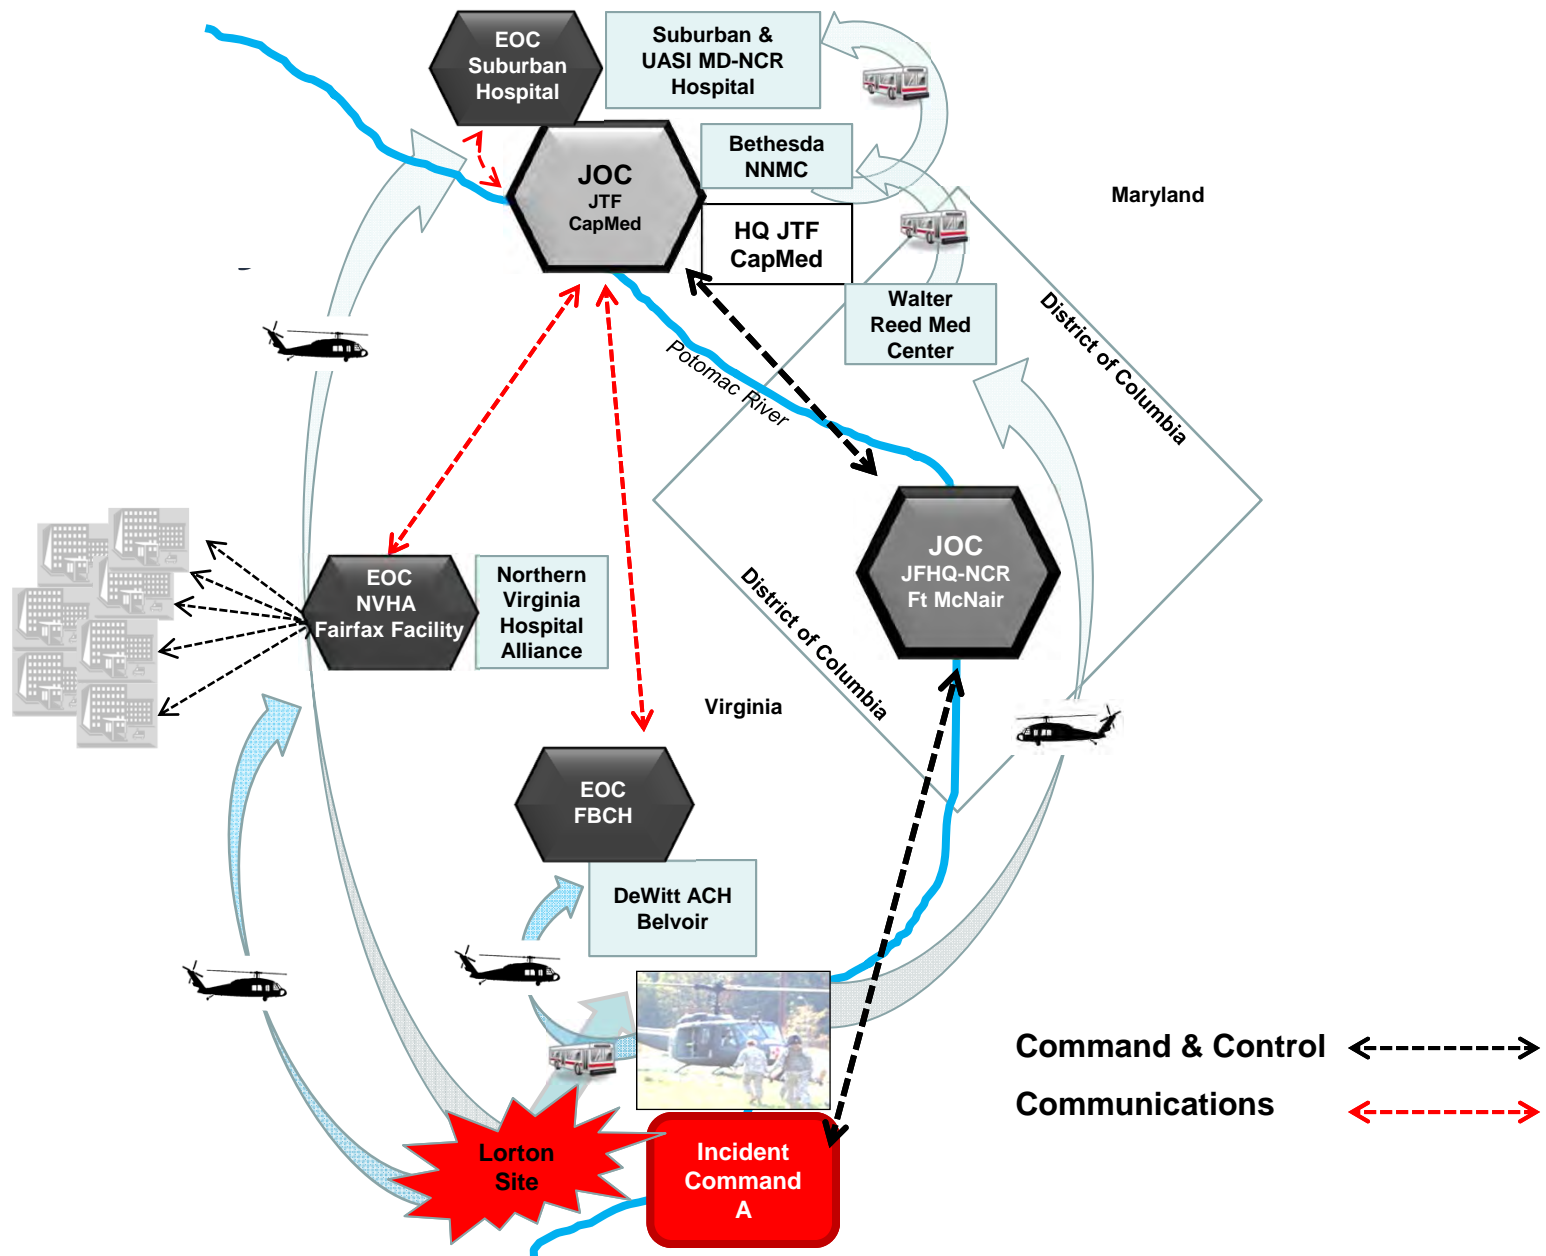 EOC
Suburban
Hospital
Suburban &
UASI MD-NCR
Hospital
JOC
JTF
CapMed
Bethesda
NNMC
HQ JTF
CapMed
Maryland
Walter
Reed Med
Center
District of Columbia
Potomac River
JOC
JFHQ-NCR
Ft McNair
EOC
NVHA
Fairfax Facility
Northern
Virginia
Hospital
Alliance
District of Columbia
Virginia
EOC
FBCH
DeWitt ACH
Belvoir
Command & Control
Communications
Lorton
Site
Incident
Command
A